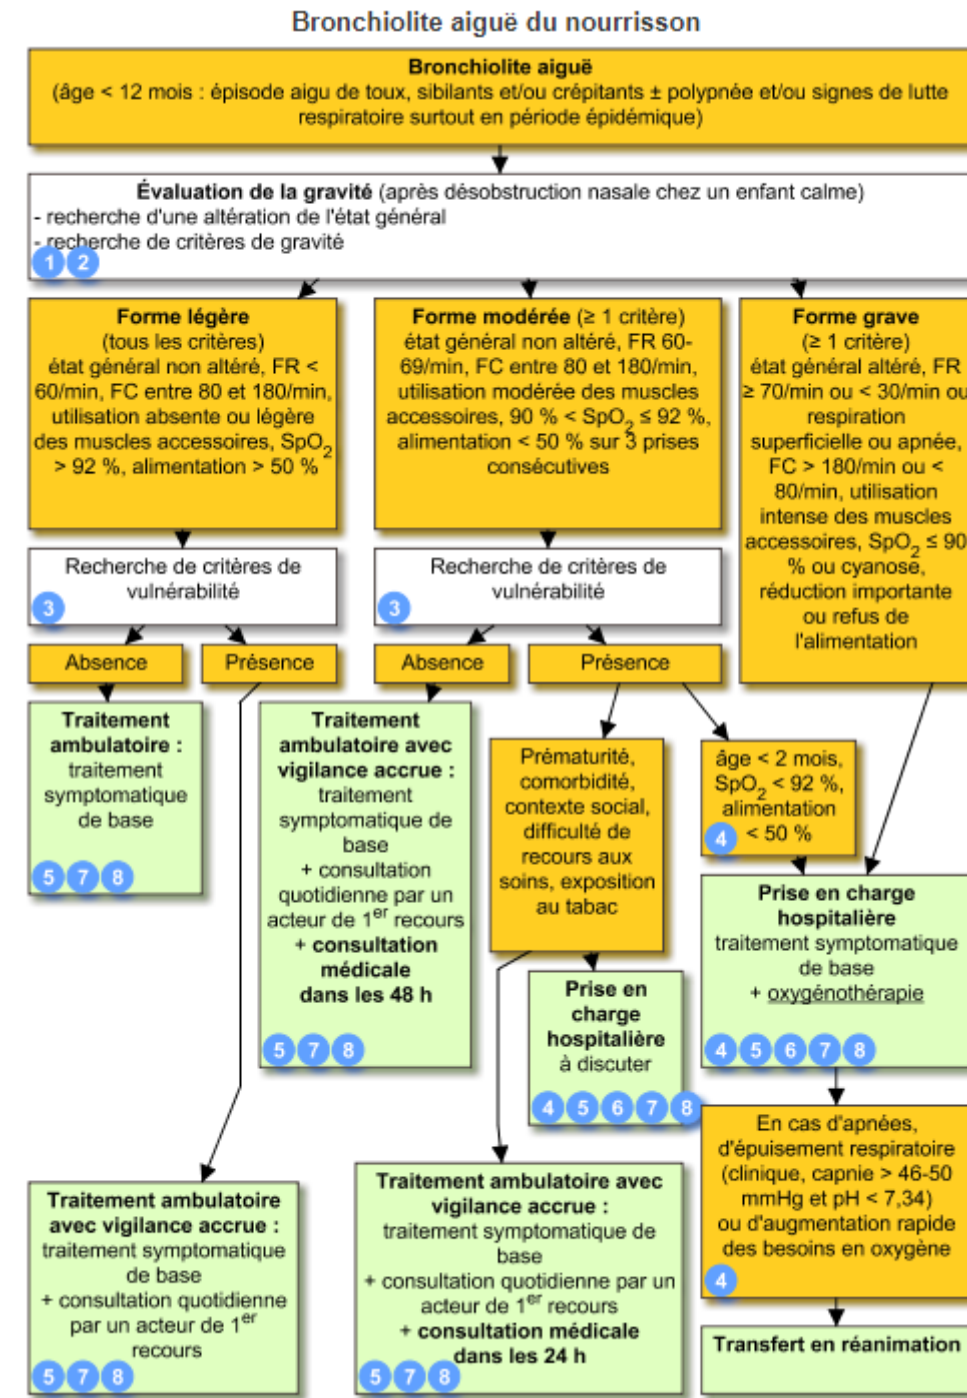 Bronchiolite aiguë du nourrisson
Bronchiolite aiguë
(âge < 12 mois : épisode aigu de toux, sibilants et/ou crépitants ± polypnée et/ou signes de lutte
respiratoire surtout en période épidémique)
Évaluation de la gravité (après désobstruction nasale chez un enfant calme)
- recherche d'une altération de l'état général
- recherche de critères de gravité
1 2
Forme légère
(tous les critères)
état général non altéré, FR <
60/min, FC entre 80 et 180/min,
utilisation absente ou légère
des muscles accessoires, SpO2
> 92 %, alimentation > 50 %
Forme modérée (≥ 1 critère)
état général non altéré, FR 60-
69/min, FC entre 80 et 180/min,
utilisation modérée des muscles
accessoires, 90 % < SpO2 ≤ 92 %,
alimentation < 50 % sur 3 prises
consécutives
Forme grave
(≥ 1 critère)
état général altéré, FR
≥ 70/min ou < 30/min ou
respiration
superficielle ou apnée,
FC > 180/min ou <
80/min, utilisation
intense des muscles
accessoires, SpO2 ≤ 90
% ou cyanose,
réduction importante
ou refus de
l'alimentation
Recherche de critères de
vulnérabilité
3
Recherche de critères de
vulnérabilité
3
Absence
Présence
Absence
Présence
Traitement
ambulatoire :
traitement
symptomatique
de base
5 7 8
Traitement
ambulatoire avec
vigilance accrue :
traitement
symptomatique de
base
+ consultation
quotidienne par un
acteur de 1er recours
+ consultation
médicale
dans les 48 h
5 7 8
Prématurité,
comorbidité,
contexte social,
difficulté de
recours aux
soins, exposition
au tabac
âge < 2 mois,
SpO2 < 92 %,
alimentation
< 50 %
4
Prise en charge
hospitalière
traitement symptomatique
de base
+ oxygénothérapie
4 5 6 7 8
Prise en
charge
hospitalière
à discuter
4 5 6 7 8
En cas d'apnées,
d'épuisement respiratoire
(clinique, capnie > 46-50
mmHg et pH < 7,34)
ou d'augmentation rapide
des besoins en oxygène
4
Traitement ambulatoire
avec vigilance accrue :
traitement symptomatique
de base
+ consultation quotidienne
par un acteur de 1er
recours
5 7 8
Traitement ambulatoire avec
vigilance accrue :
traitement symptomatique de
base
+ consultation quotidienne par un
acteur de 1er recours
+ consultation médicale
dans les 24 h
5 7 8
Transfert en réanimation